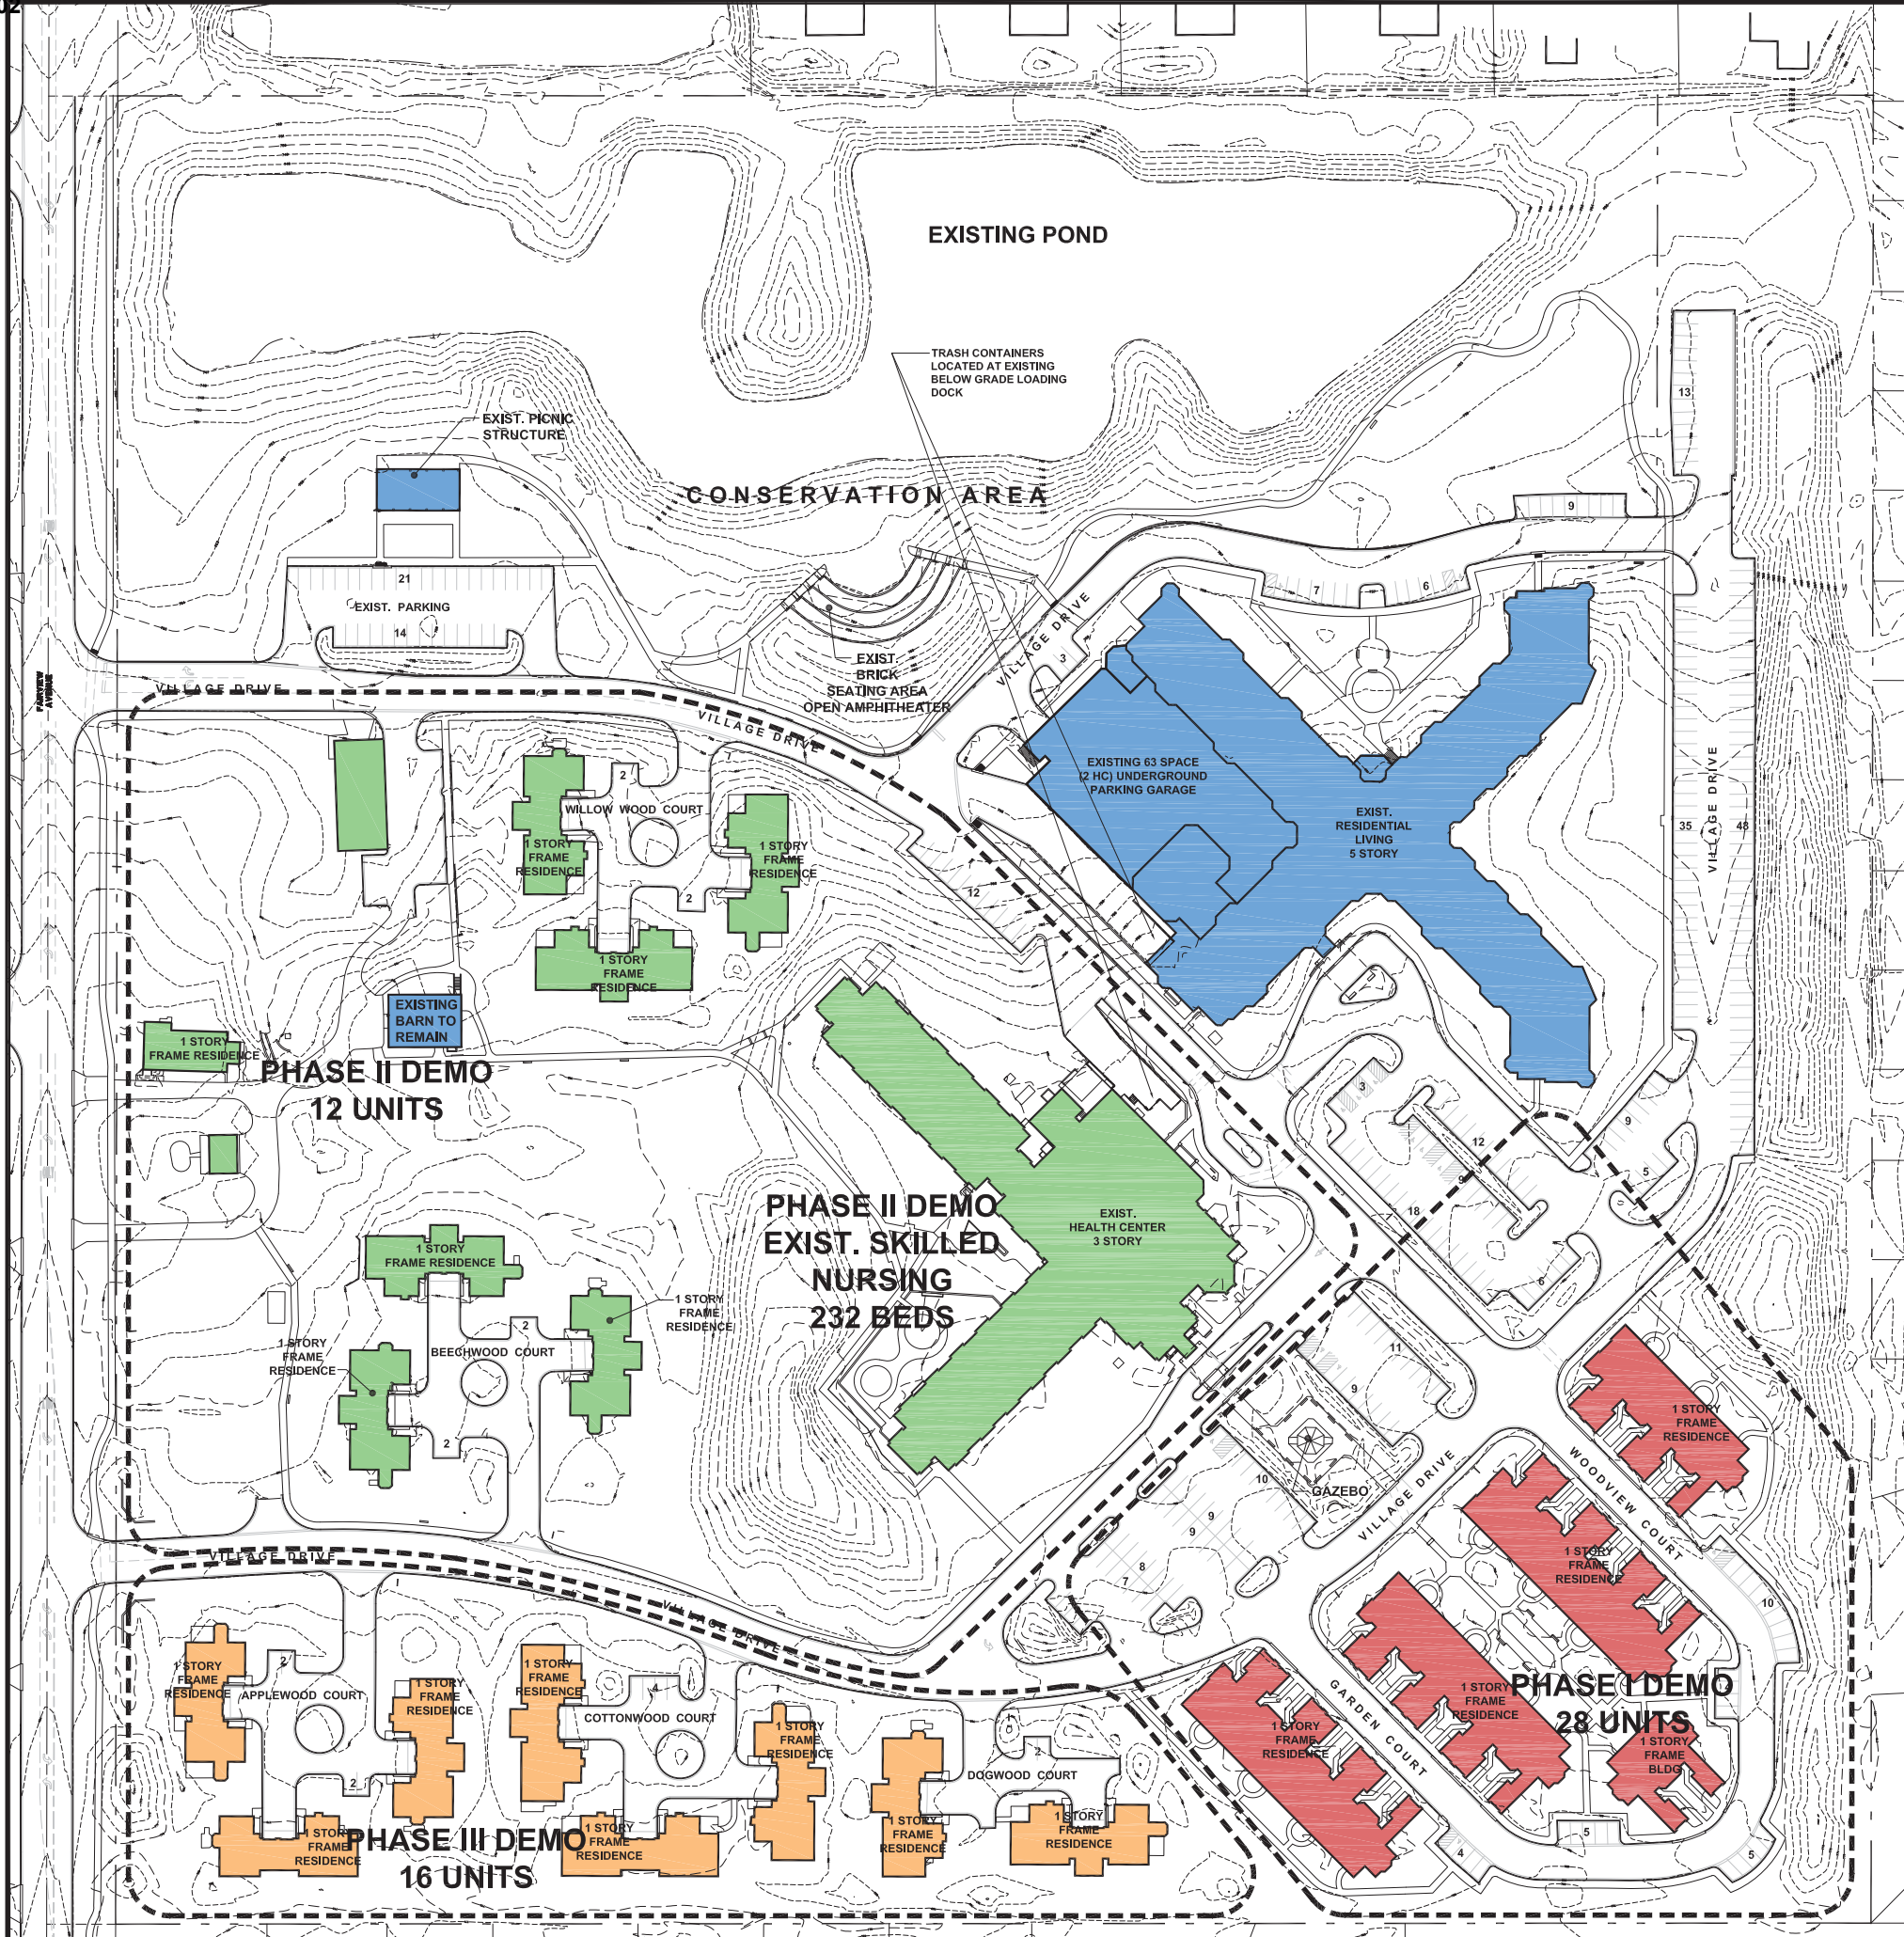 02
EXISTING POND
TRASH CONTAINERS
LOCATED AT EXISTING
BELOW GRADE LOADING
DOCK
13
EXIST. PICNIC
STRUCTURE
CONSERVATION AREA
9
21
EXIST. PARKING
14
7
6
EXIST.
BRICK
SEATING AREA
OPEN AMPHITHEATER
3
VILLAGE DRIVE
FAIRVIEW
AVENUE
VILLAGE DRIVE
VILLAGE DRIVE
EXISTING 63 SPACE
(2 HC) UNDERGROUND
PARKING GARAGE
EXIST.
RESIDENTIAL
LIVING
5 STORY
35
VILLAGE DRIVE
48
2
WILLOW WOOD COURT
1 STORY
FRAME
RESIDENCE
1 STORY
FRAME
RESIDENCE
2
12
1 STORY
FRAME
RESIDENCE
EXISTING
BARN TO
REMAIN
1 STORY
FRAME RESIDENCE
PHASE II DEMO
12 UNITS
3
12
9
9
5
18
6
PHASE II DEMO
EXIST. SKILLED
NURSING
232 BEDS
EXIST.
HEALTH CENTER
3 STORY
1 STORY
FRAME RESIDENCE
1 STORY
FRAME
RESIDENCE
2
1 STORY
FRAME
RESIDENCE
BEECHWOOD COURT
2
11
9
10
GAZEBO
9
9
8
7
VILLAGE DRIVE
WOODVIEW COURT
1 STORY
FRAME
RESIDENCE
1 STORY
FRAME
RESIDENCE
10
VILLAGE DRIVE
VILLAGE DRIVE
1 STORY
FRAME
RESIDENCE
2
APPLEWOOD COURT
1 STORY
FRAME
RESIDENCE
2
1 STORY
FRAME
RESIDENCE
1 STORY
FRAME
RESIDENCE
4
COTTONWOOD COURT
1 STORY
FRAME
RESIDENCE
1 STORY
FRAME
RESIDENCE
2
DOGWOOD COURT
1 STORY
FRAME
RESIDENCE
1 STORY
FRAME
RESIDENCE
PHASE III DEMO
16 UNITS
1 STORY
FRAME
RESIDENCE
GARDEN COURT
1 STORY
FRAME
RESIDENCE
PHASE I DEMO
28 UNITS
1 STORY
FRAME
BLDG
4
5
5